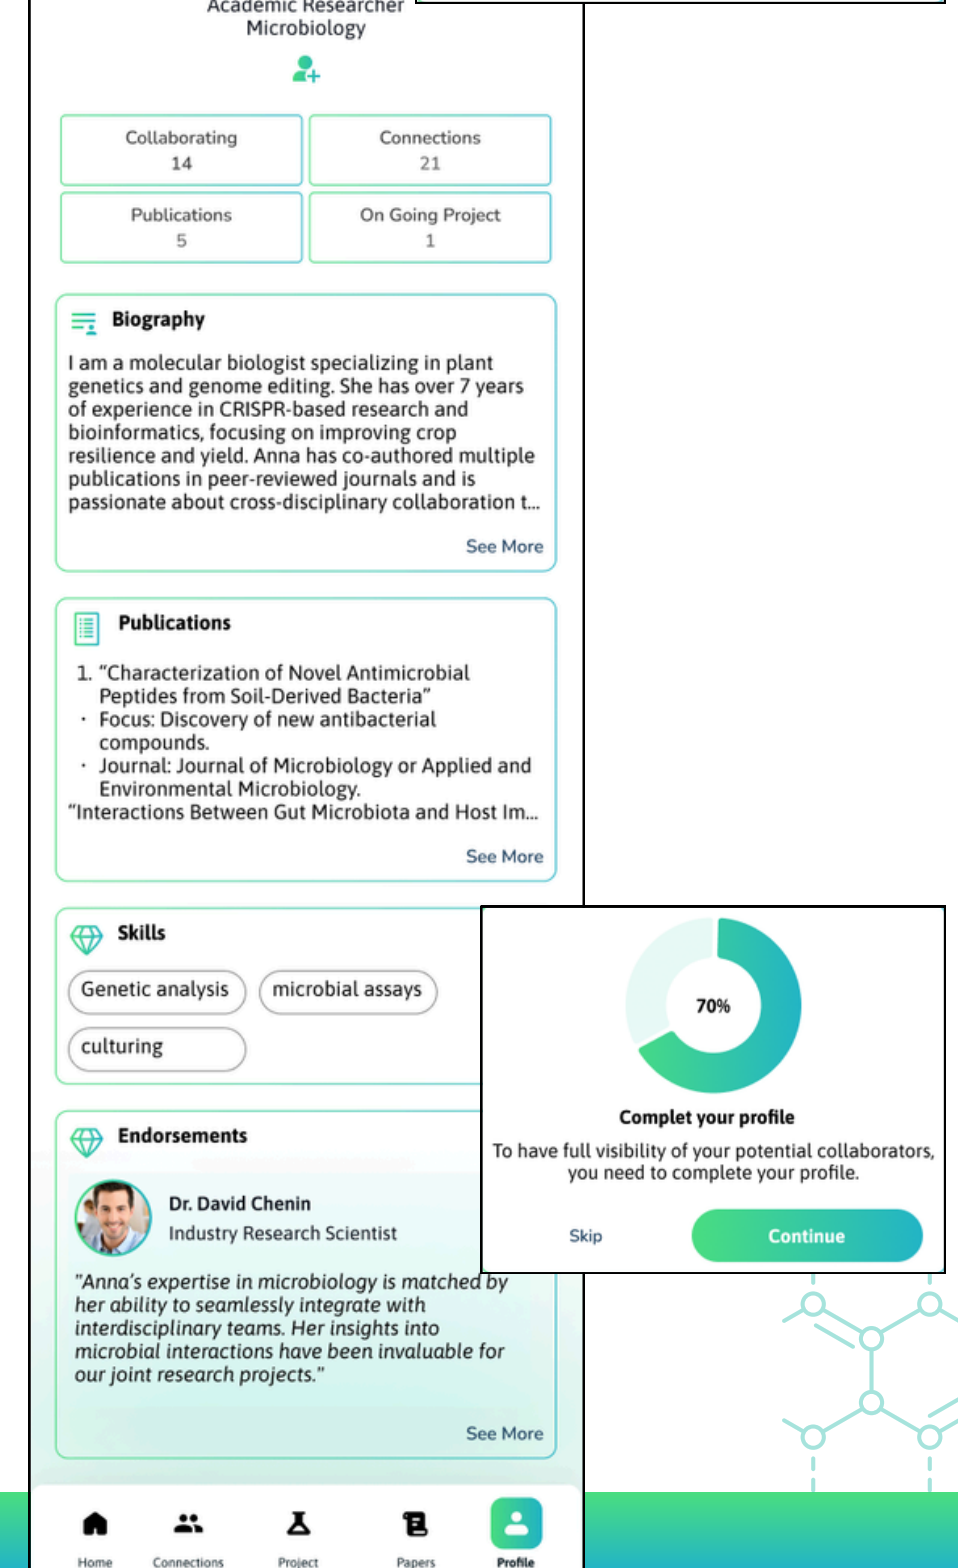 Academic Researcher
Microbiology
Collaborating
14
Connections
21
Publications
5
On Going Project
1
Biography
I am a molecular biologist specializing in plant
genetics and genome editing. She has over 7 years
of experience in CRISPR-based research and
bioinformatics, focusing on improving crop
resilience and yield. Anna has co-authored multiple
publications in peer-reviewed journals and is
passionate about cross-disciplinary collaboration t...
See More
Publications
1. “Characterization of Novel Antimicrobial
Peptides from Soil-Derived Bacteria”
· Focus: Discovery of new antibacterial
compounds.
· Journal: Journal of Microbiology or Applied and
Environmental Microbiology.
“Interactions Between Gut Microbiota and Host Im...
See More
Skills
Genetic analysis
microbial assays
culturing
70%
Complet your profile
To have full visibility of your potential collaborators,
you need to complete your profile.
Skip
Continue
Endorsements
Dr. David Chenin
Industry Research Scientist
"Anna’s expertise in microbiology is matched by
her ability to seamlessly integrate with
interdisciplinary teams. Her insights into
microbial interactions have been invaluable for
our joint research projects."
See More
Home
Connections
Project
Papers
Profile